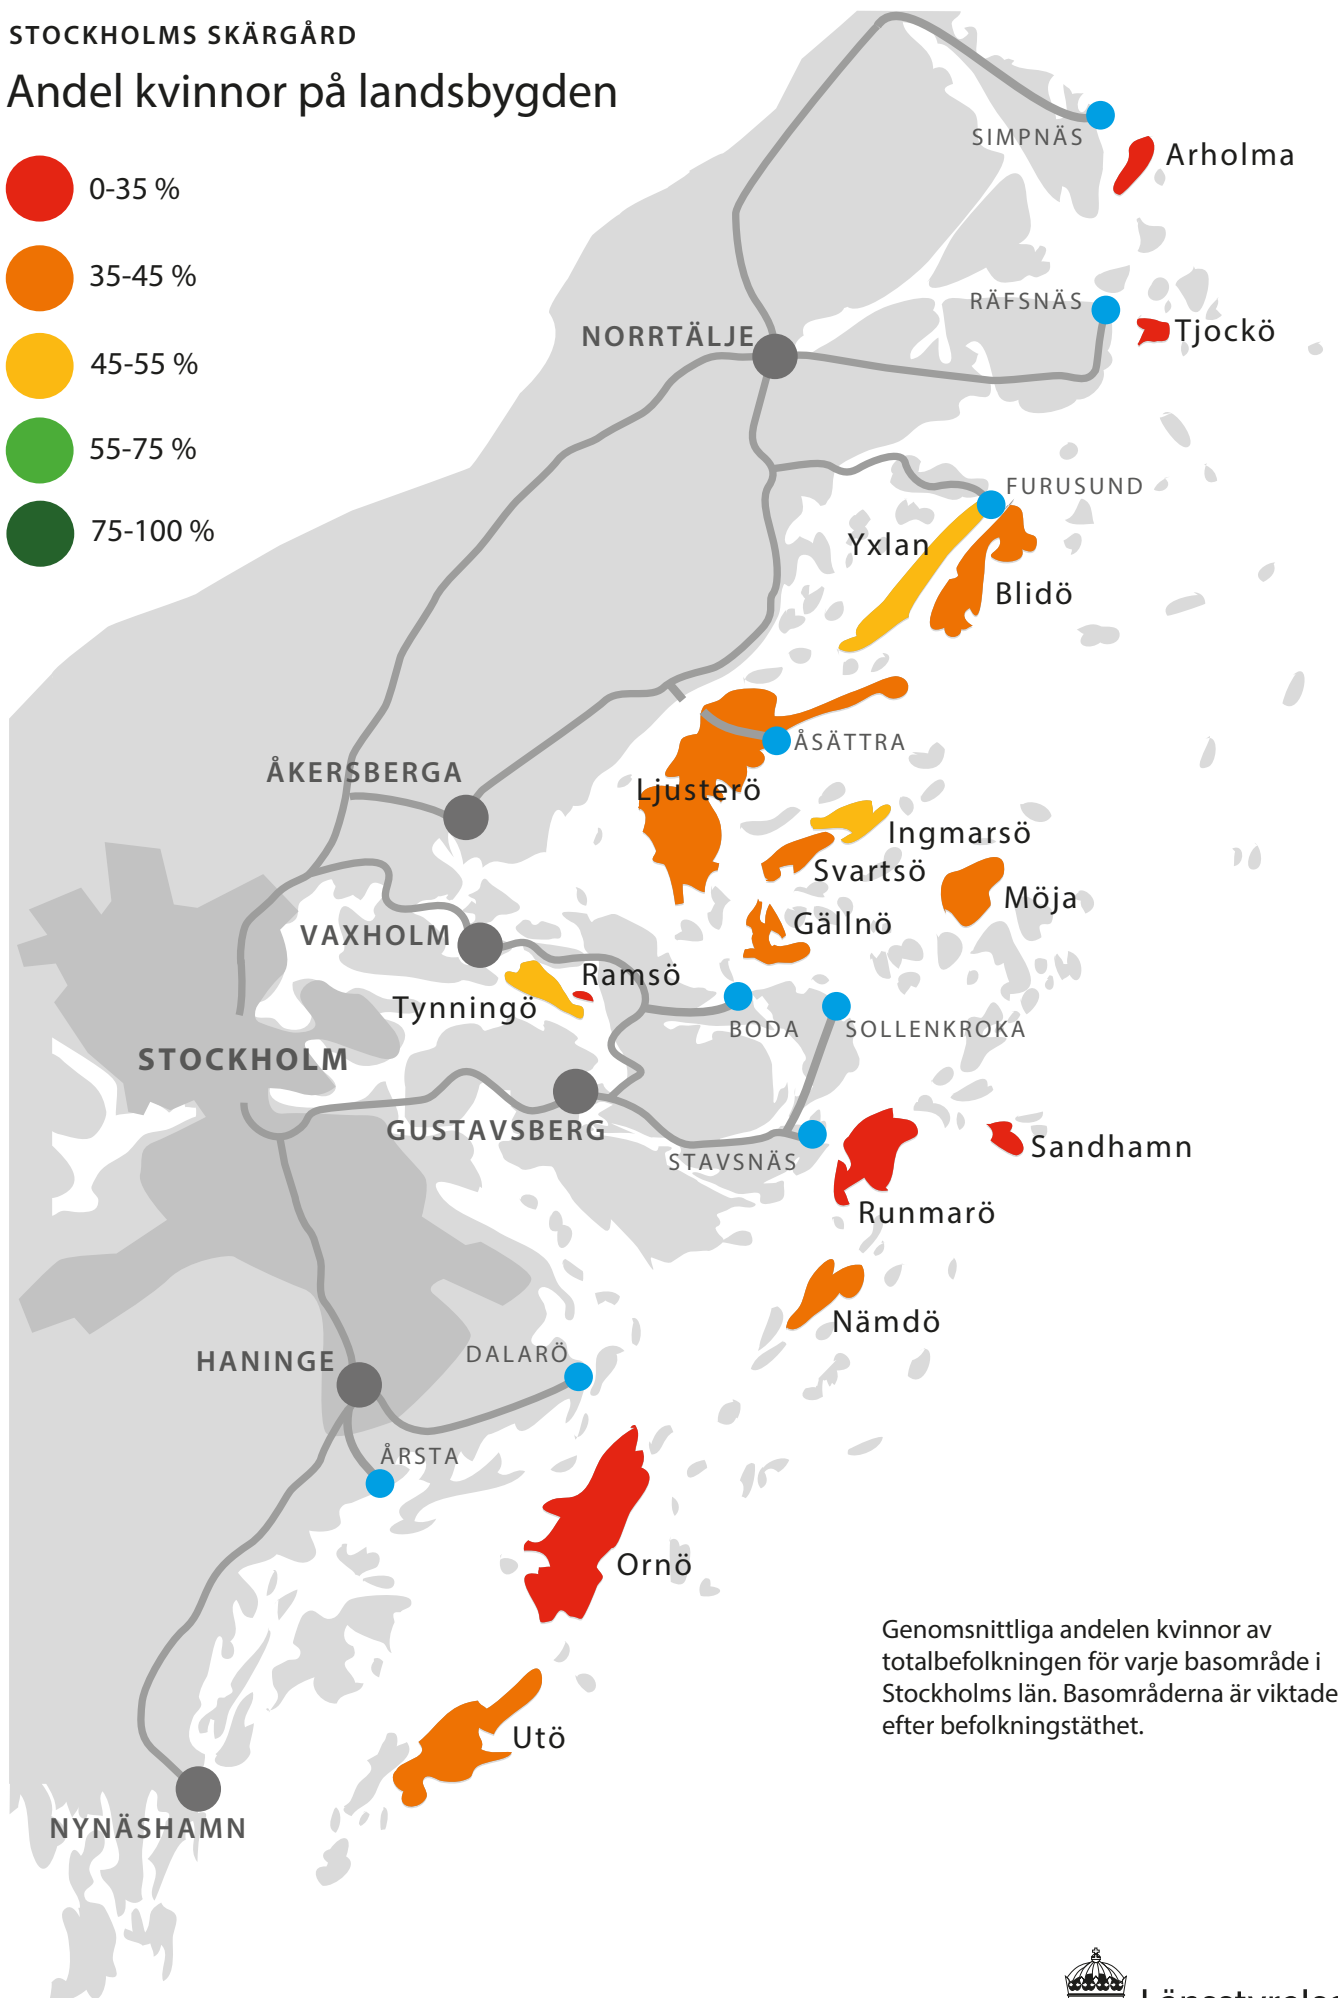 STOCKHOLMS SKÄRGÅRD
Andel kvinnor på landsbygden
0-35 %
35-45 %
45-55 %
55-75 %
75-100 %
SIMPNÄS
Arholma
RÄFSNÄS
Tjockö
NORRTÄLJE
FURUSUND
Yxlan
Blidö
ÅSÄTTRA
ÅKERSBERGA
Ljusterö
Ingmarsö
Svartsö
Möja
Gällnö
VAXHOLM
Ramsö
Tynningö
BODA
SOLLENKROKA
STOCKHOLM
GUSTAVSBERG
STAVSNÄS
Sandhamn
Runmarö
Nämdö
DALARÖ
HANINGE
ÅRSTA
Ornö
Genomsnittliga andelen kvinnor av
totalbefolkningen för varje basområde i
Stockholms län. Basområderna är viktade
efter befolkningstäthet.
Utö
NYNÄSHAMN